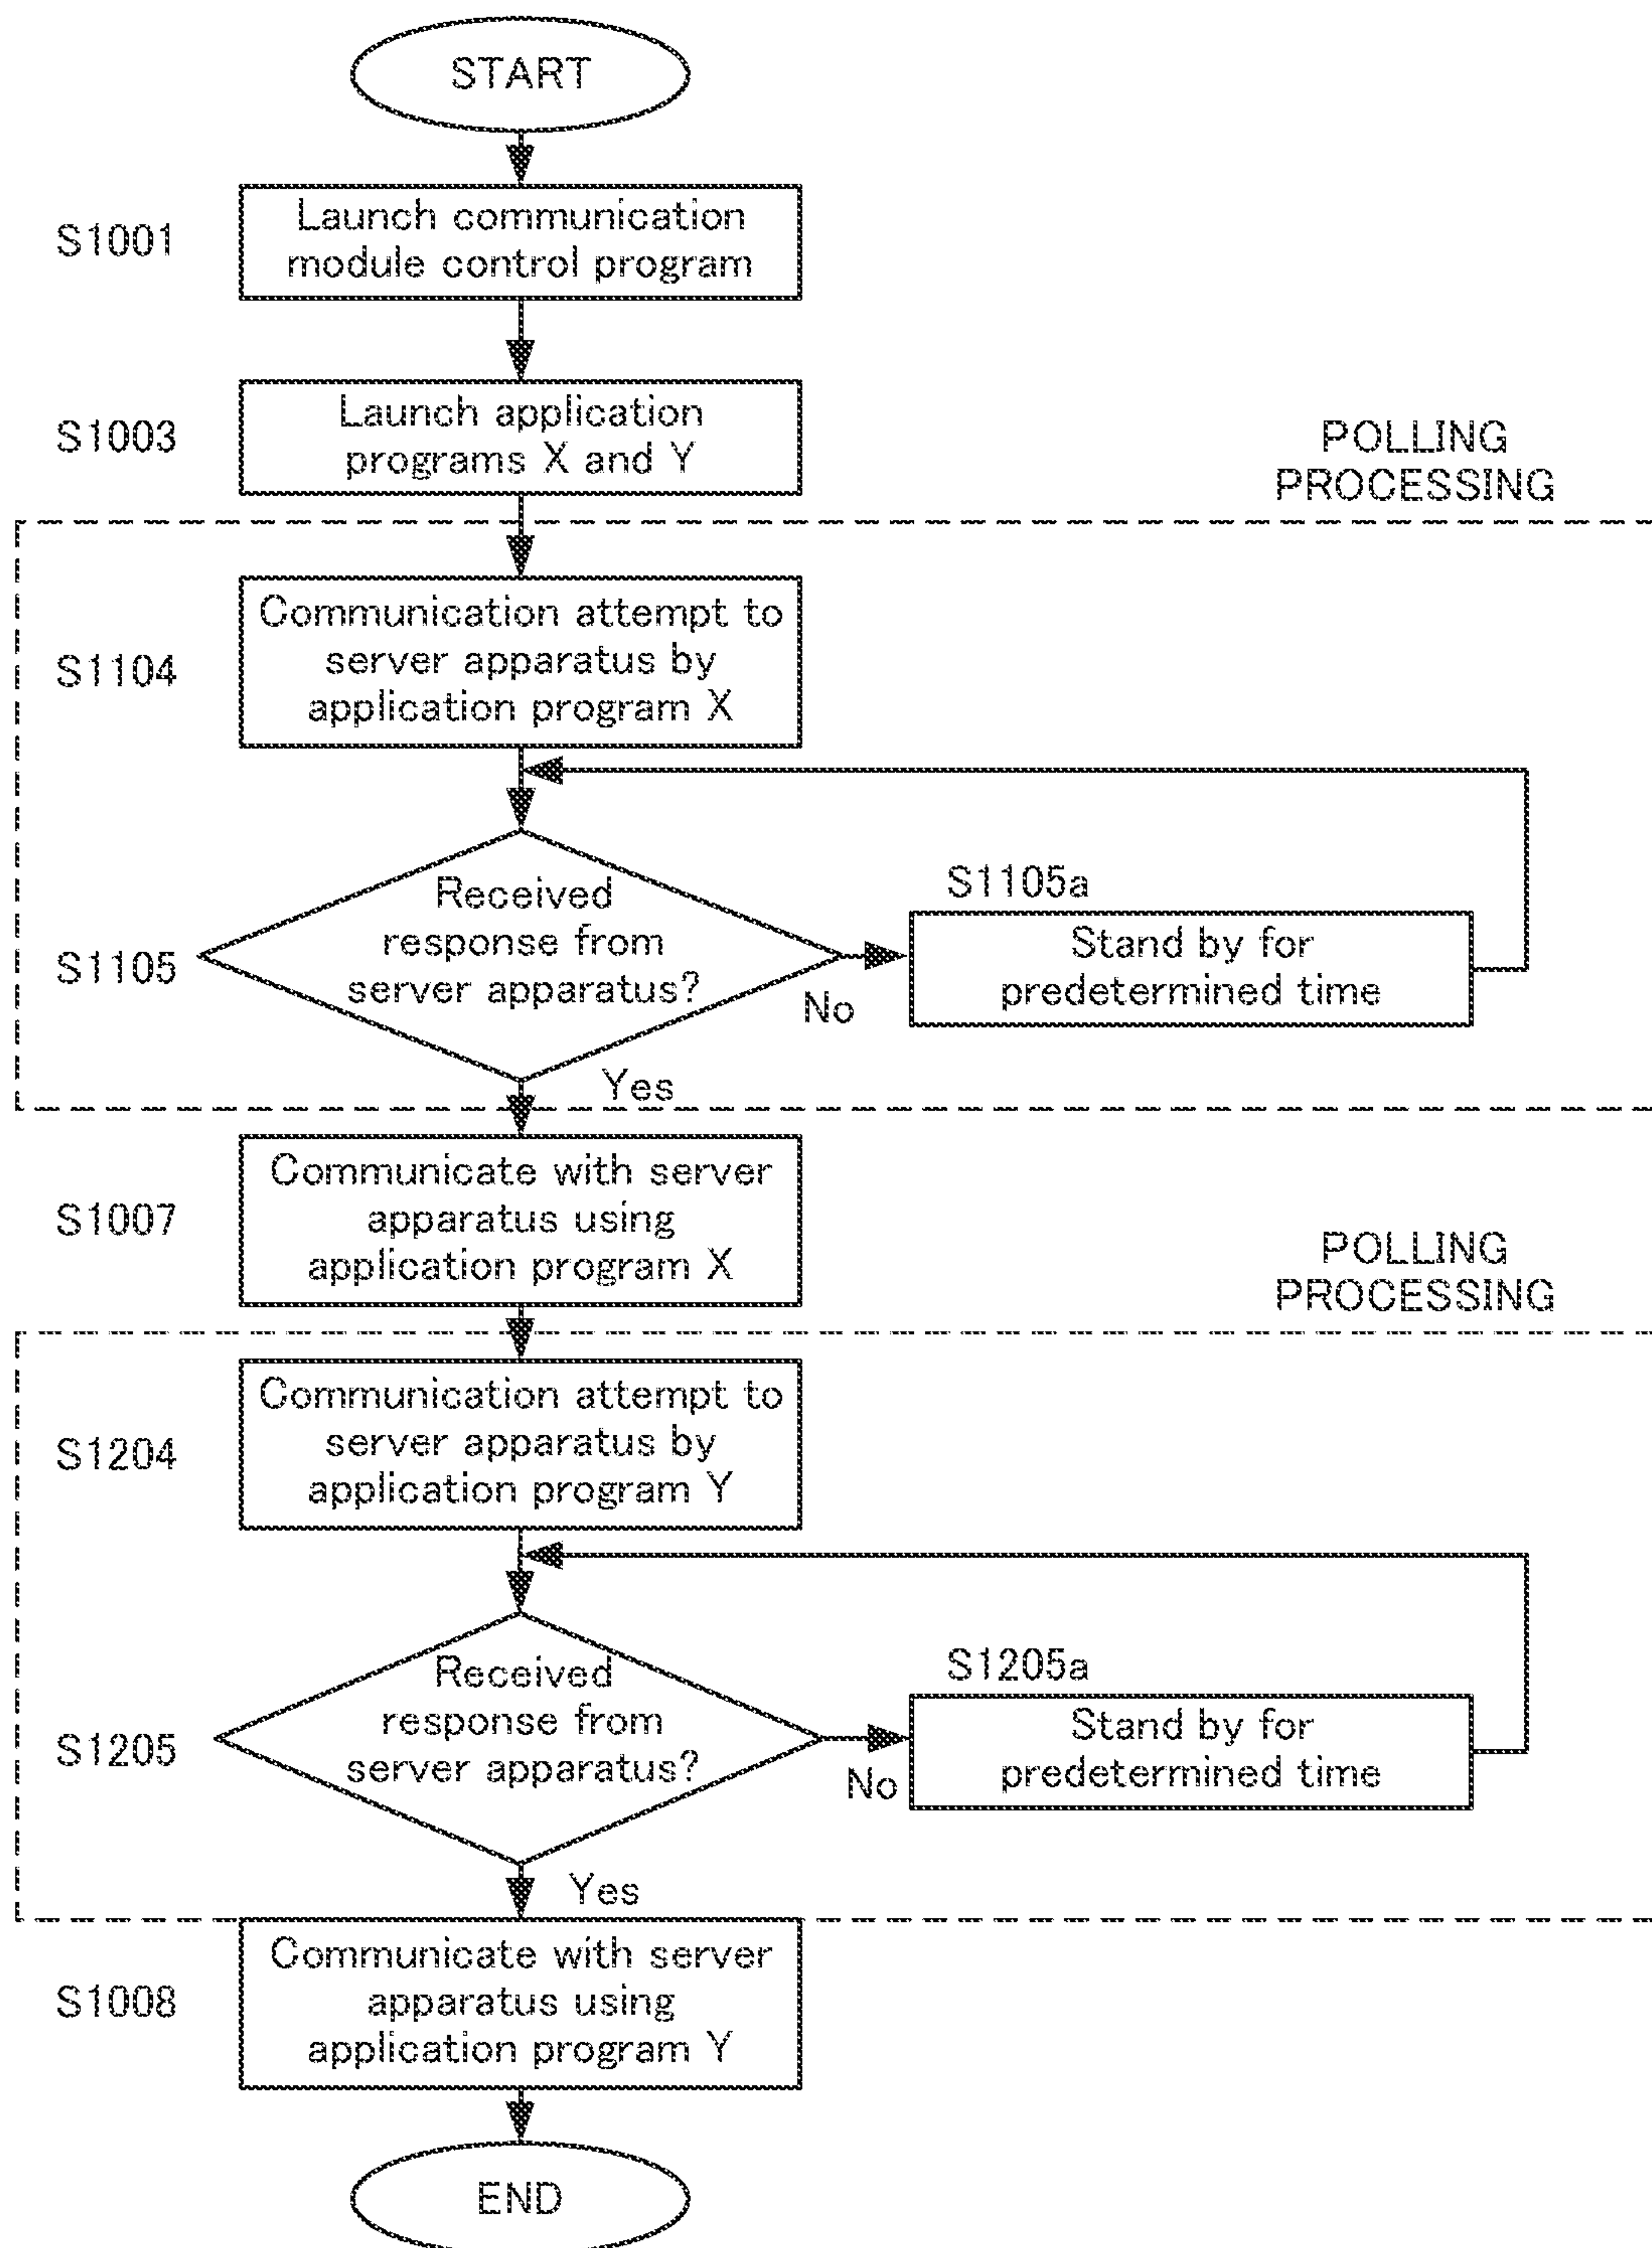 START
S1001
Launch communication
module control program
S1003
Launch application
programs X and Y
POLLING
PROCESSING
S1104
Communication attempt to
server apparatus by
application program X
S1105
Received
response from
server apparatus?
No
S1105a
Stand by for
predetermined time
Yes
S1007
Communicate with server
apparatus using
application program X
POLLING
PROCESSING
S1204
Communication attempt to
server apparatus by
application program Y
S1205
Received
response from
server apparatus?
No
S1205a
Stand by for
predetermined time
Yes
S1008
Communicate with server
apparatus using
application program Y
END